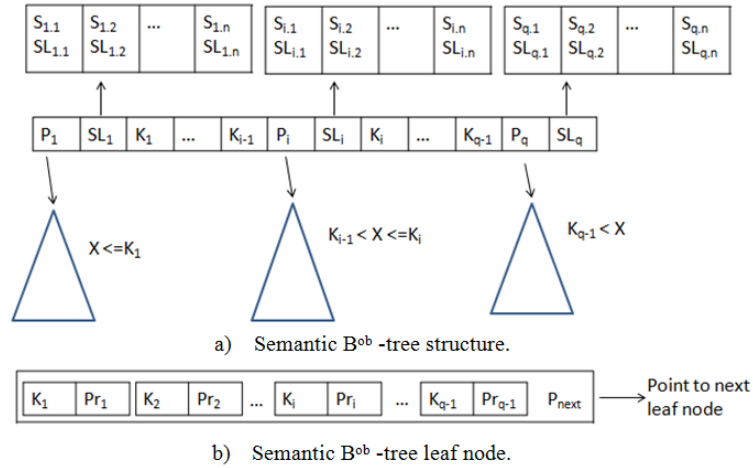 S1.1 S1.2 ... S1.n
SL1.1 SL1.2 SL1.n
Si.1 Si.2 ... Si.n
SLi.1 SLi.2 SLi.n
Sq.1 Sq.2 ... Sq.n
SLq.1 SLq.2 SLq.n
P1 SL1 K1 ... Ki-1 Pi SLi Ki ... Kq-1 Pq SLq
X <=K1
Ki-1 < X <=Ki
Kq-1 < X
a) Semantic Bob -tree structure.
K1 Pr1 K2 Pr2 ... Ki Pri ... Kq-1 Prq-1 Pnext
Point to next
leaf node
b) Semantic Bob -tree leaf node.